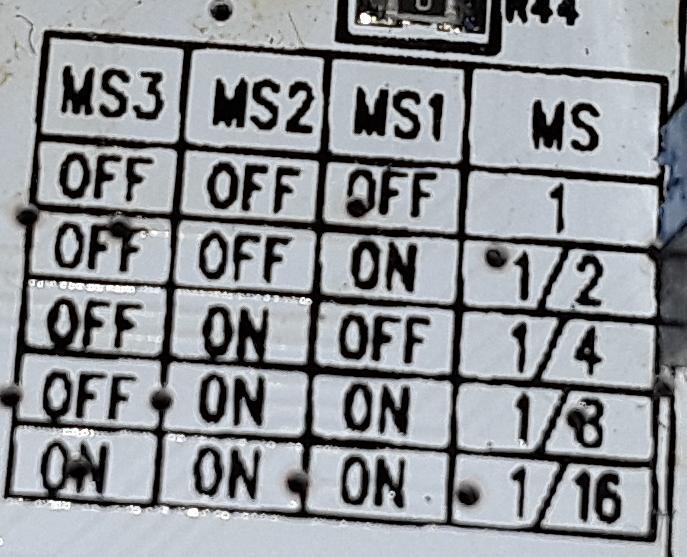 R44
MS3 MS2 MS1 MS
OFF OFF OFF 1
OFF OFF ON 1/2
OFF ON OFF 1/4
OFF ON ON 1/8
ON ON ON 1/16